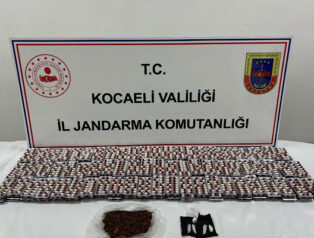 T.C.
KOCAELİ VALİLİĞİ
İL JANDARMA KOMUTANLIĞI